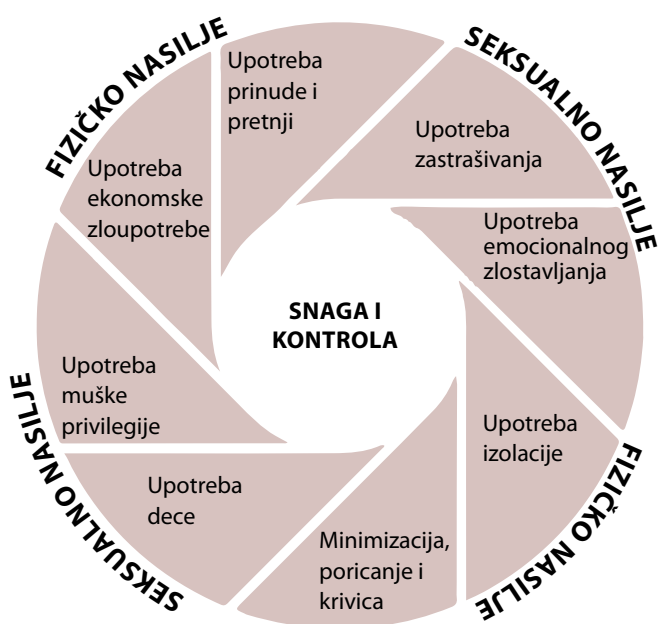 FIZIČKO NASILJE
SEKSUALNO NASILJE
Upotreba
prinude i
pretnji
Upotreba
zastrašivanja
Upotreba
emocionalnog
zlostavljanja
Upotreba
izolacije
Minimizacija,
poricanje i
krivica
Upotreba
dece
Upotreba
muške
privilegije
Upotreba
ekonomske
zloupotrebe
SNAGA I
KONTROLA
SEKSUALNO NASILJE
FIZIČKO NASILJE